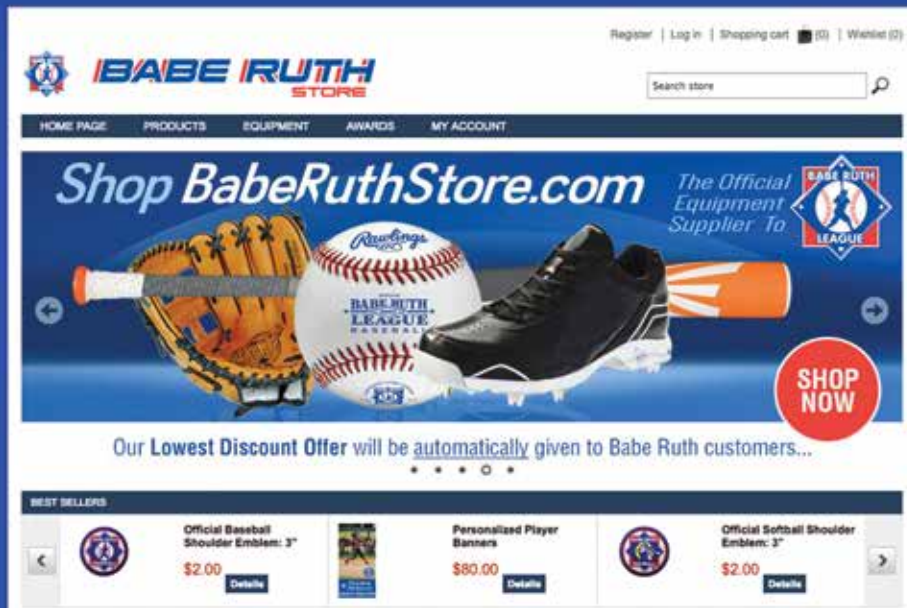 Register | Log in | Shopping cart (0) | Wishlist (0)
BABE RUTH
STORE
Search store
HOME PAGE PRODUCTS EQUIPMENT AWARDS MY ACCOUNT
Shop BabeRuthStore.com
The Official
Equipment
Supplier To
BABE RUTH
LEAGUE
Rawlings
BABE RUTH
LEAGUE
BASEBALL
SHOP
NOW
Our Lowest Discount Offer will be automatically given to Babe Ruth customers...
BEST SELLERS
Official Baseball
Shoulder Emblem: 3"
$2.00
Details
Personalized Player
Banners
$80.00
Details
Official Softball Shoulder
Emblem: 3"
$2.00
Details